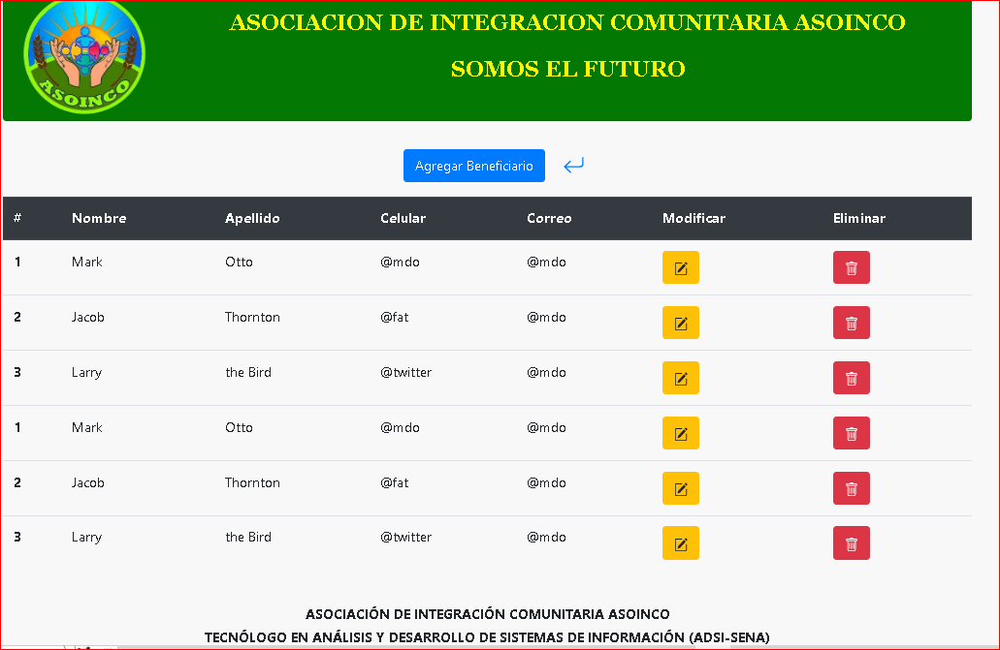 ASOCIACION DE INTEGRACION COMUNITARIA ASOINCO
SOMOS EL FUTURO
ASOINCO
Agregar Beneficiario
# Nombre Apellido Celular Correo Modificar Eliminar
1 Mark Otto @mdo @mdo
2 Jacob Thornton @fat @mdo
3 Larry the Bird @twitter @mdo
1 Mark Otto @mdo @mdo
2 Jacob Thornton @fat @mdo
3 Larry the Bird @twitter @mdo
ASOCIACIÓN DE INTEGRACIÓN COMUNITARIA ASOINCO
TECNÓLOGO EN ANÁLISIS Y DESARROLLO DE SISTEMAS DE INFORMACIÓN (ADSI-SENA)